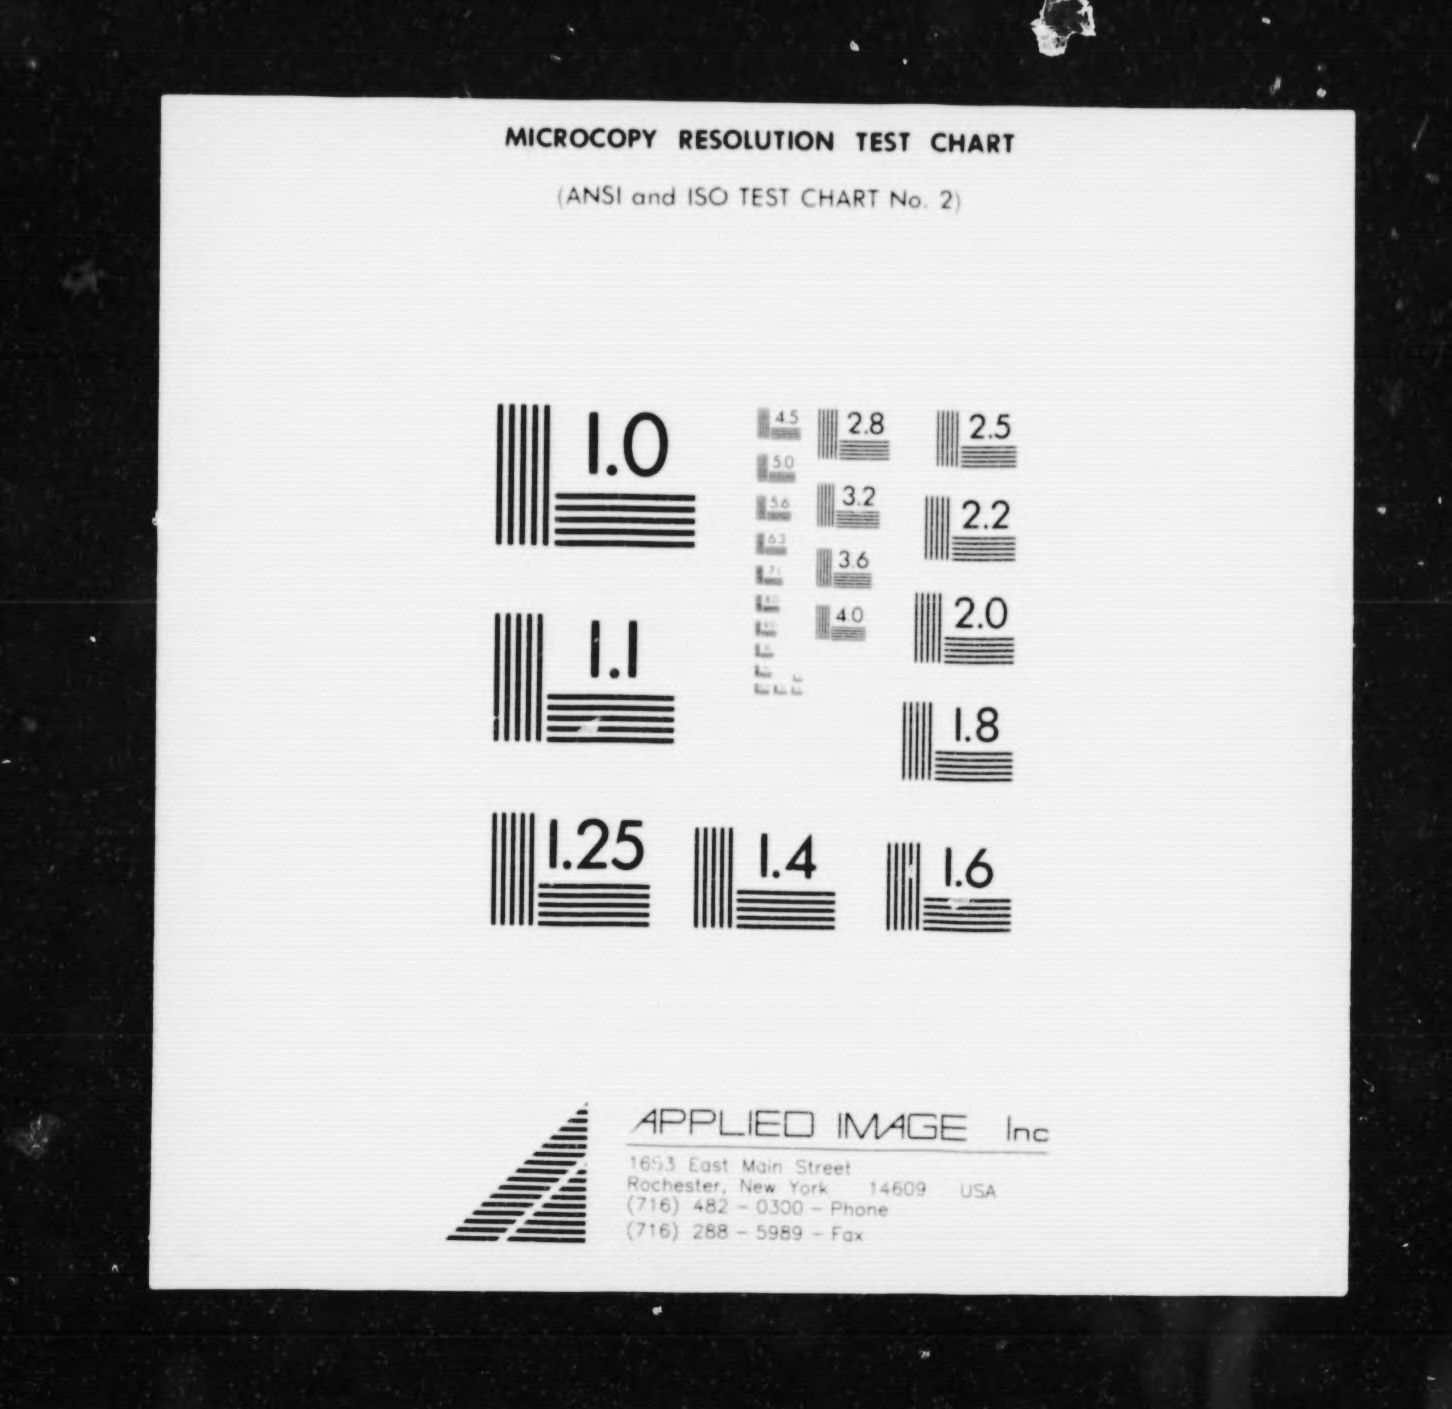 MICROCOPY RESOLUTION TEST CHART
(ANSI and ISO TEST CHART No. 2)
1.0
1.1
1.25
1.4
1.6
1.8
2.0
2.2
2.5
2.8
3.2
3.6
4.0
4.5
5.0
5.6
6.3
7.1
APPLIED IMAGE Inc
East Main Street
Rochester, New York 14609 USA
(716) 482 - 0300 - Phone
(716) 288 - 5989 - Fax